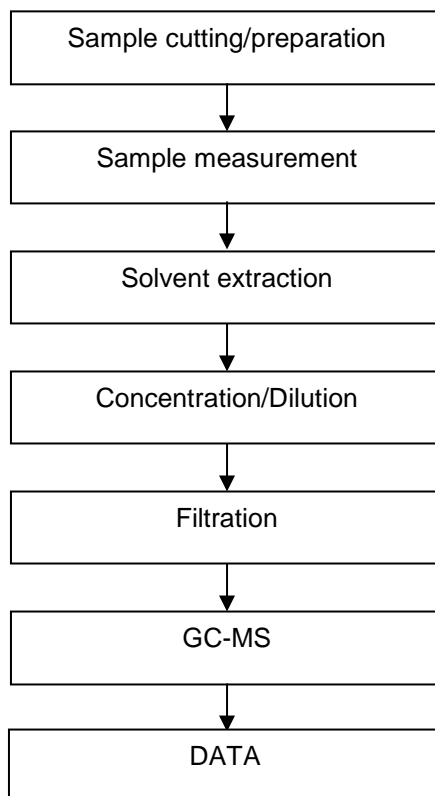 Sample cutting/preparation
Sample measurement
Solvent extraction
Concentration/Dilution
Filtration
GC-MS
DATA